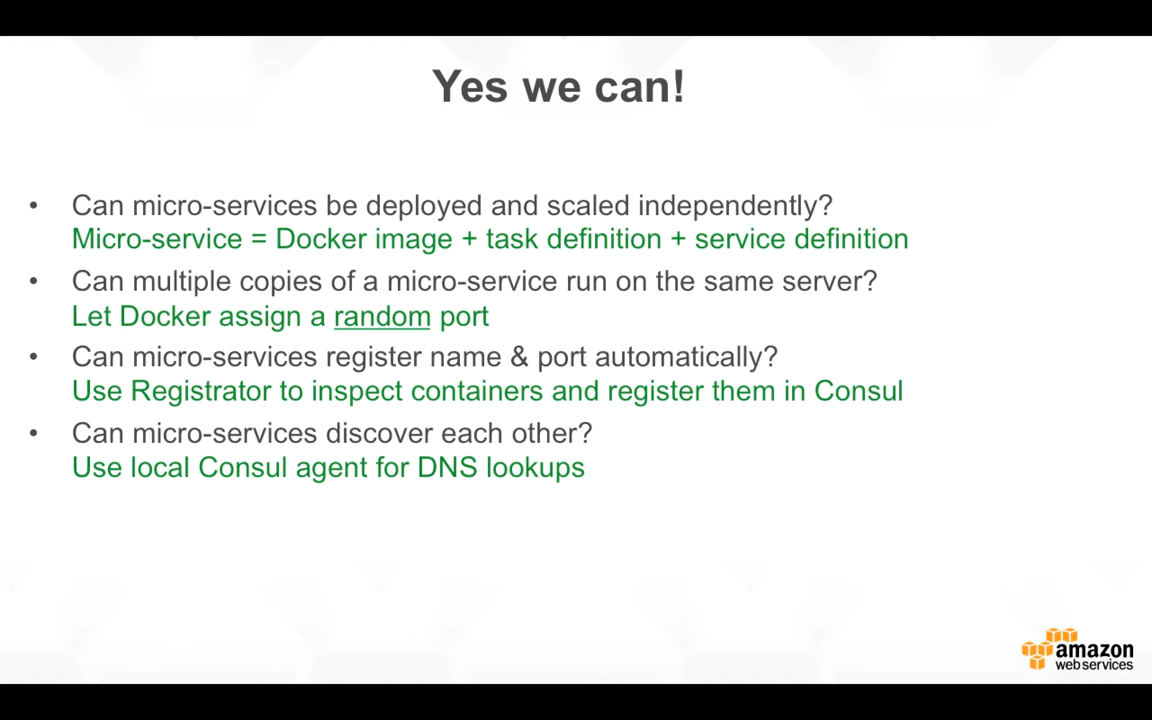 Yes we can!
• Can micro-services be deployed and scaled independently?
Micro-service = Docker image + task definition + service definition
• Can multiple copies of a micro-service run on the same server?
Let Docker assign a random port
• Can micro-services register name & port automatically?
Use Registrator to inspect containers and register them in Consul
• Can micro-services discover each other?
Use local Consul agent for DNS lookups
amazon
webservices